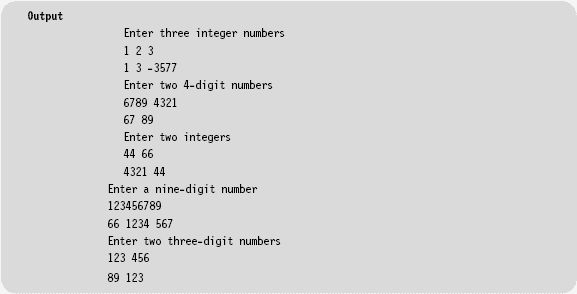 Output
Enter three integer numbers
1 2 3
1 3 -3577
Enter two 4-digit numbers
6789 4321
67 89
Enter two integers
44 66
4321 44
Enter a nine-digit number
123456789
66 1234 567
Enter two three-digit numbers
123 456
89 123